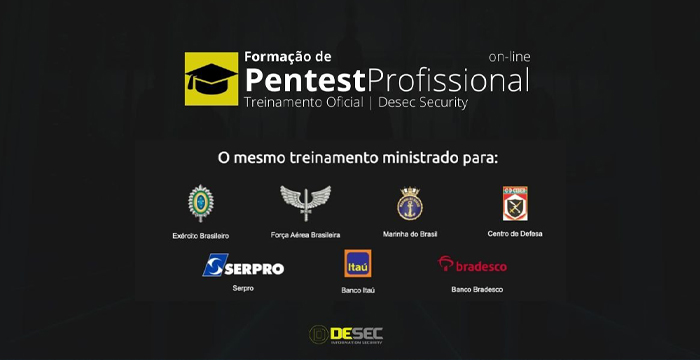 Formação de
on-line
PentestProfissional
Treinamento Oficial | Desec Security
O mesmo treinamento ministrado para:
Exército Brasileiro
Força Aérea Brasileira
Marinha do Brasil
Centro de Defesa
SERPRO
Itaú
bradesco
Serpro
Banco Itaú
Banco Bradesco
DESEC